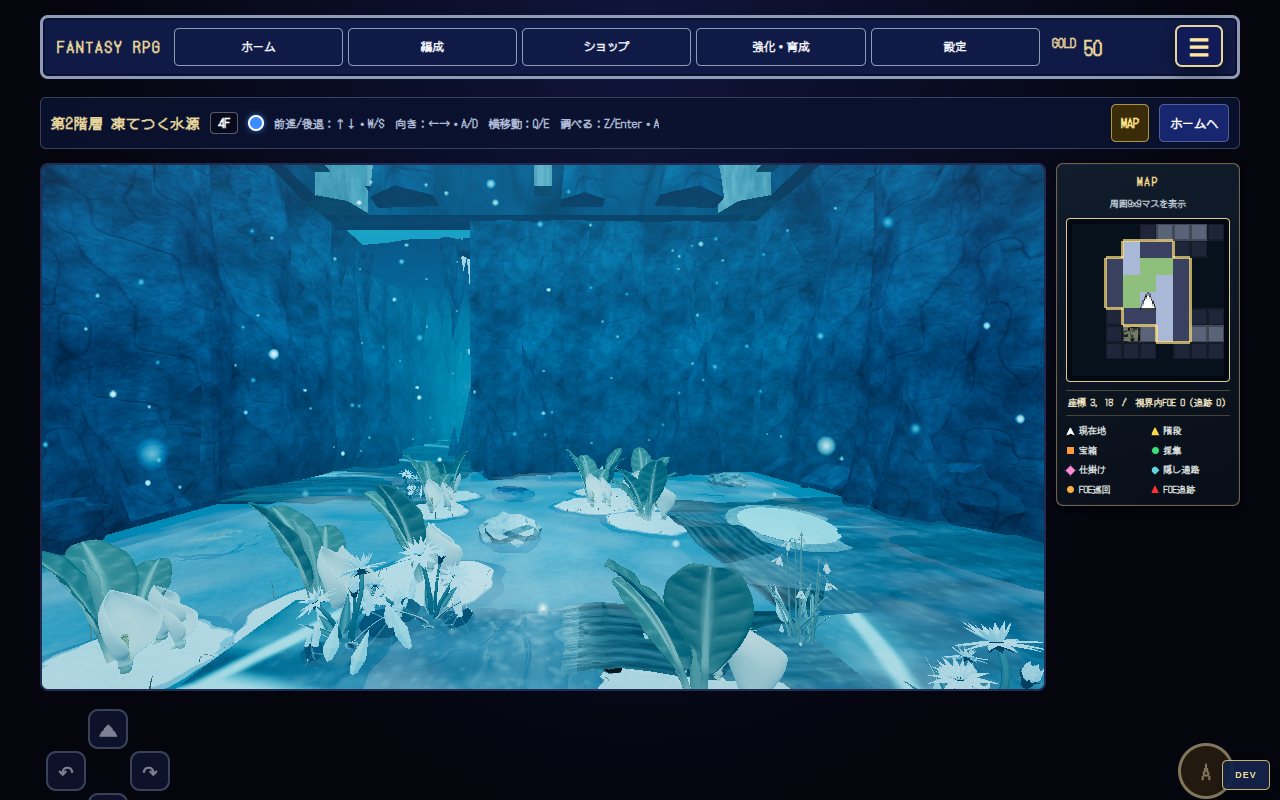 FANTASY RPG
ホーム
編成
ショップ
強化・育成
設定
GOLD 50
第2階層 凍てつく水源
4F
前進/後退：↑↓・W/S 向き：←→・A/D 横移動：Q/E 調べる：Z/Enter・A
MAP
ホームへ
MAP
周囲9x9マスを表示
座標 3, 18 / 視界内FOE 0 (追跡 0)
現在地
階段
宝箱
採集
仕掛け
隠し通路
FOE巡回
FOE追跡
A
DEV